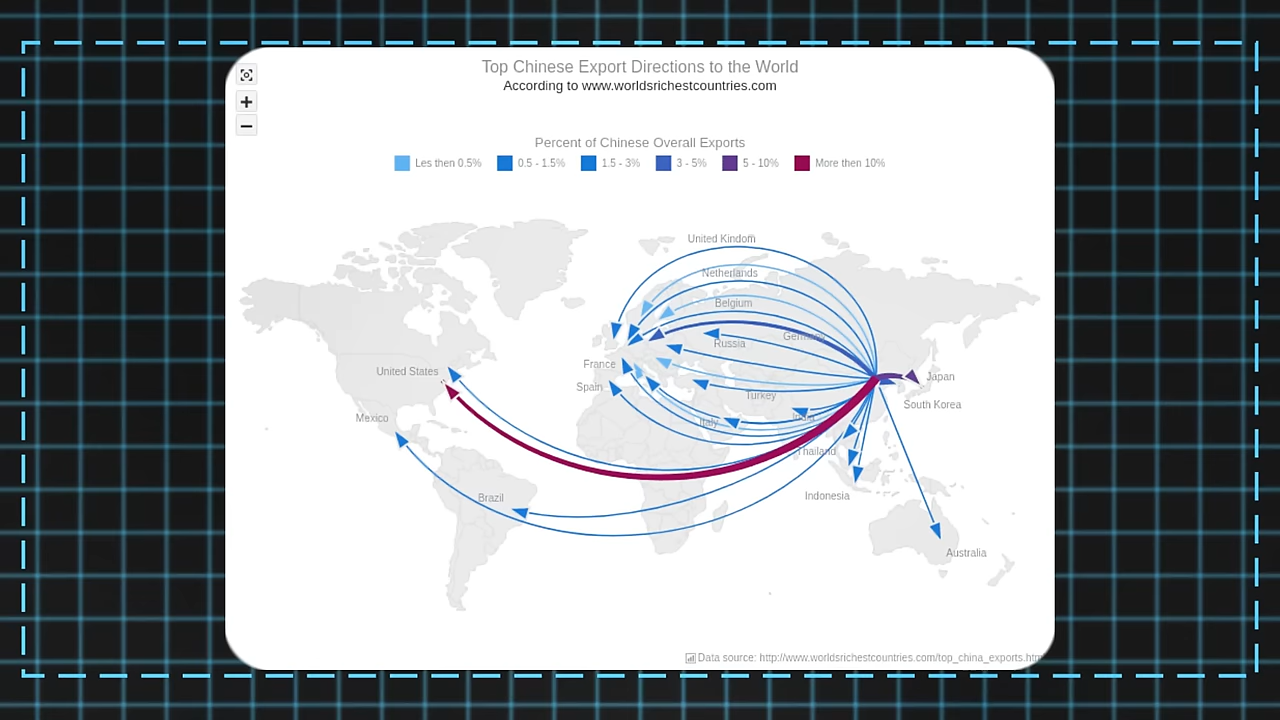 Top Chinese Export Directions to the World
According to www.worldsrichestcountries.com
Percent of Chinese Overall Exports
Les then 0.5%
0.5 - 1.5%
1.5 - 3%
3 - 5%
5 - 10%
More then 10%
United Kindom
Netherlands
Belgium
Germany
Russia
France
United States
Japan
Spain
Turkey
South Korea
Mexico
Italy
India
Thailand
Brazil
Indonesia
Australia
Data source: http://www.worldsrichestcountries.com/top_china_exports.htm